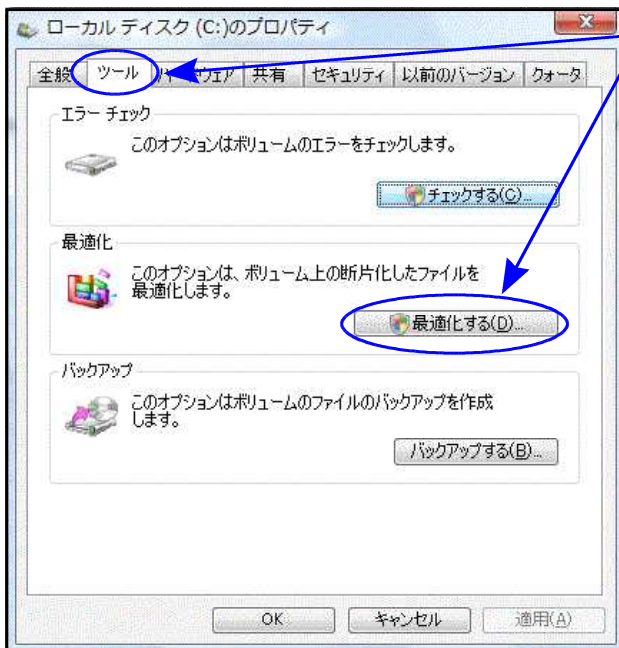 ローカル ディスク (C:)のプロパティ
全般 ツール ハードウェア 共有 セキュリティ 以前のバージョン クォータ
エラー チェック
このオプションはボリュームのエラーをチェックします。
チェックする(C)...
最適化
このオプションは、ボリューム上の断片化したファイルを
最適化します。
最適化する(D)...
バックアップ
このオプションはボリュームのファイルのバックアップを作成
します。
バックアップする(B)...
OK キャンセル 適用(A)